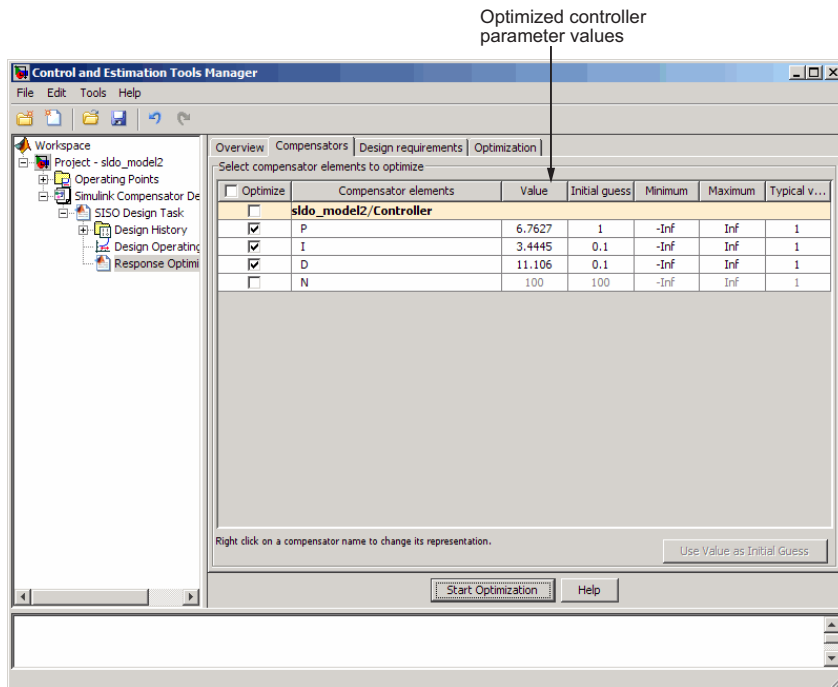 Optimized controller
parameter values
Control and Estimation Tools Manager
File Edit Tools Help
Workspace
Project - sldo_model2
Operating Points
Simulink Compensator De
SISO Design Task
Design History
Design Operating
Response Optimi
Overview Compensators Design requirements Optimization
Select compensator elements to optimize
Optimize Compensator elements Value Initial guess Minimum Maximum Typical v...
sldo_model2/Controller
P 6.7627 1 -Inf Inf 1
I 3.4445 0.1 -Inf Inf 1
D 11.106 0.1 -Inf Inf 1
N 100 100 -Inf Inf 1
Right click on a compensator name to change its representation.
Use Value as Initial Guess
Start Optimization Help